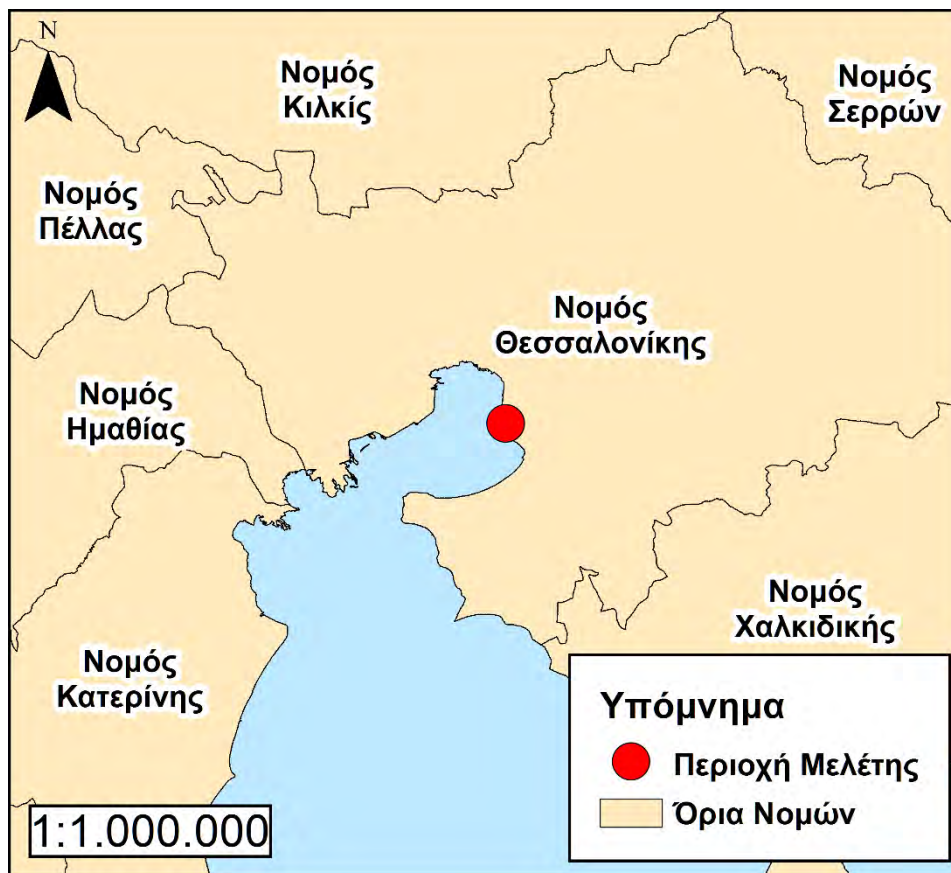 N
Νομός
Κιλκίς
Νομός
Σερρών
Νομός
Πέλλας
Νομός
Θεσσαλονίκης
Νομός
Ημαθίας
Νομός
Χαλκιδικής
Νομός
Κατερίνης
Υπόμνημα
Περιοχή Μελέτης
Όρια Νομών
1:1.000.000